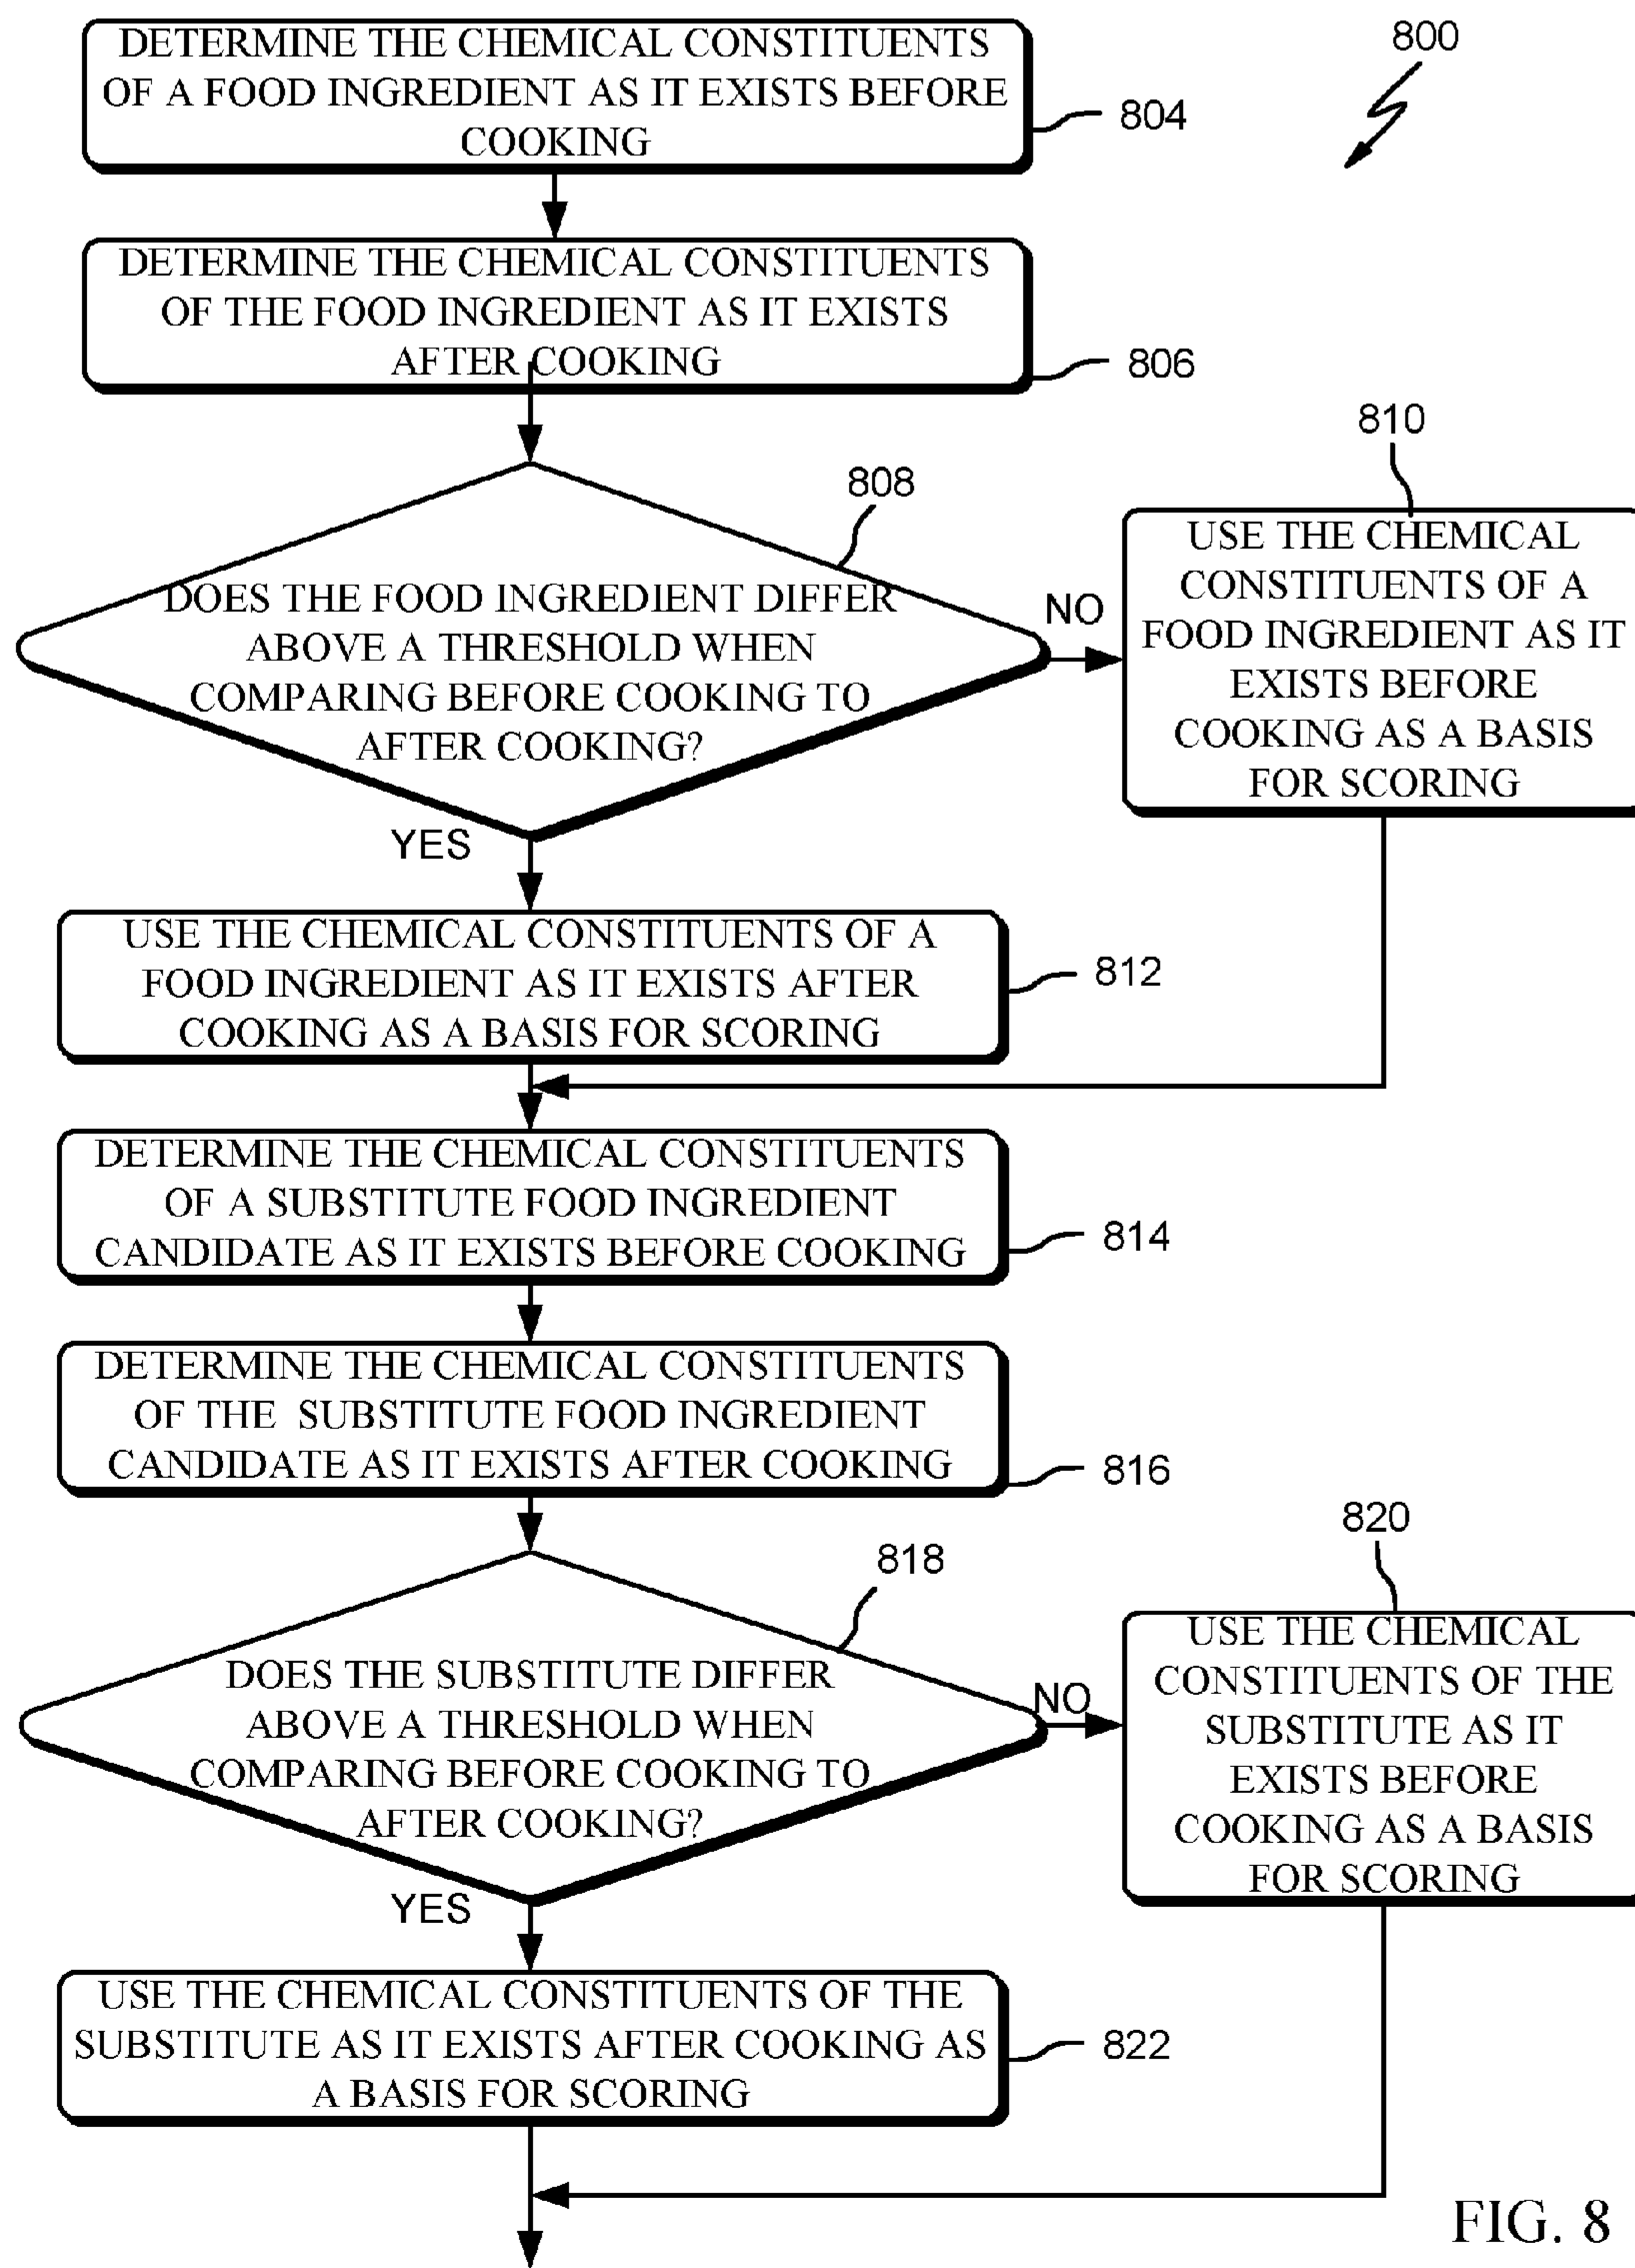 800
DETERMINE THE CHEMICAL CONSTITUENTS
OF A FOOD INGREDIENT AS IT EXISTS BEFORE
COOKING
804
DETERMINE THE CHEMICAL CONSTITUENTS
OF THE FOOD INGREDIENT AS IT EXISTS
AFTER COOKING
806
808
DOES THE FOOD INGREDIENT DIFFER
ABOVE A THRESHOLD WHEN
COMPARING BEFORE COOKING TO
AFTER COOKING?
NO
810
USE THE CHEMICAL
CONSTITUENTS OF A
FOOD INGREDIENT AS IT
EXISTS BEFORE
COOKING AS A BASIS
FOR SCORING
YES
USE THE CHEMICAL CONSTITUENTS OF A
FOOD INGREDIENT AS IT EXISTS AFTER
COOKING AS A BASIS FOR SCORING
812
DETERMINE THE CHEMICAL CONSTITUENTS
OF A SUBSTITUTE FOOD INGREDIENT
CANDIDATE AS IT EXISTS BEFORE COOKING
814
DETERMINE THE CHEMICAL CONSTITUENTS
OF THE SUBSTITUTE FOOD INGREDIENT
CANDIDATE AS IT EXISTS AFTER COOKING
816
818
DOES THE SUBSTITUTE DIFFER
ABOVE A THRESHOLD WHEN
COMPARING BEFORE COOKING TO
AFTER COOKING?
NO
820
USE THE CHEMICAL
CONSTITUENTS OF THE
SUBSTITUTE AS IT
EXISTS BEFORE
COOKING AS A BASIS
FOR SCORING
YES
USE THE CHEMICAL CONSTITUENTS OF THE
SUBSTITUTE AS IT EXISTS AFTER COOKING AS
A BASIS FOR SCORING
822
FIG. 8